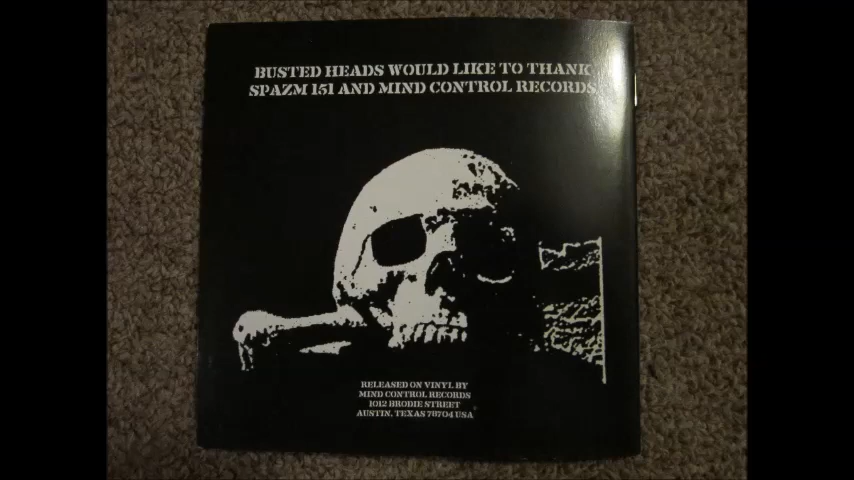 BUSTED HEADS WOULD LIKE TO THANK
SPAZM 151 AND MIND CONTROL RECORDS.
RELEASED ON VINYL BY
MIND CONTROL RECORDS
1012 BRODIE STREET
AUSTIN, TEXAS 78704 USA